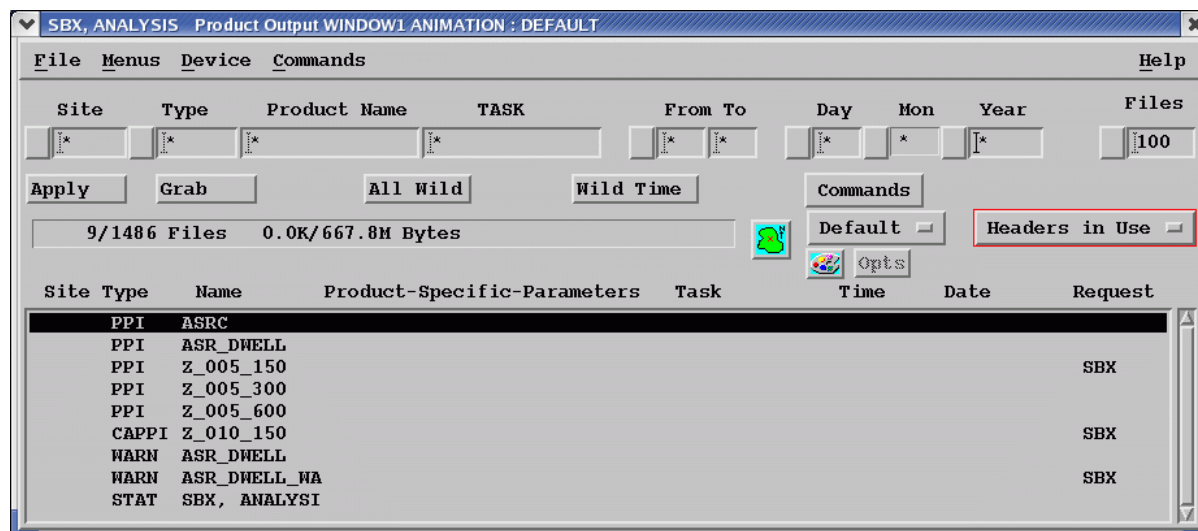 SBX, ANALYSIS Product Output WINDOW1 ANIMATION : DEFAULT
File Menus Device Commands Help
Site Type Product Name TASK From To Day Mon Year Files
* * * * * * * * * 100
Apply Grab All Wild Wild Time Commands
9/1486 Files 0.0K/667.8M Bytes N Default Headers in Use
Opts
Site Type Name Product-Specific-Parameters Task Time Date Request
PPI ASRC
PPI ASR_DWELL
PPI Z_005_150 SBX
PPI Z_005_300
PPI Z_005_600
CAPPI Z_010_150 SBX
WARN ASR_DWELL
WARN ASR_DWELL_WA SBX
STAT SBX, ANALYSI